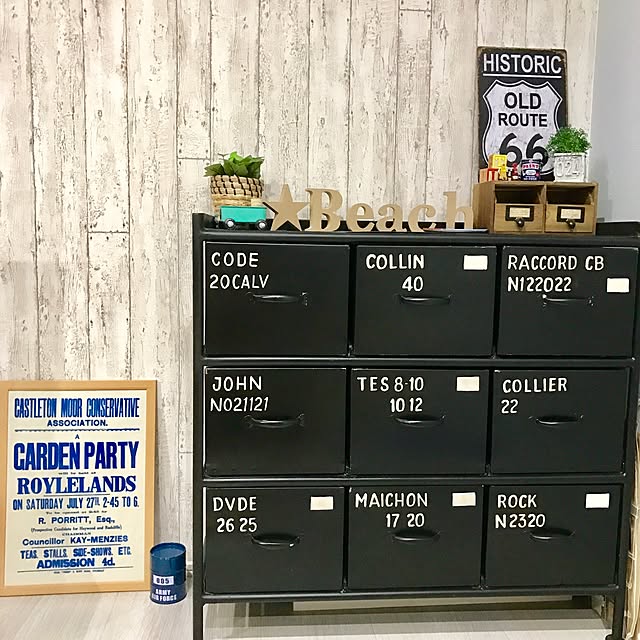 HISTORIC
OLD
ROUTE
66
Beach
CODE
20CALV
COLLIN
40
RACCORD CB
N122022
JOHN
N021121
TES 8-10
10 12
COLLIER
22
DVDE
26 25
MAICHON
17 20
ROCK
N2320
CASTLETON MOOR CONSERVATIVE
ASSOCIATION.
A
GARDEN PARTY
ROYLELANDS
ON SATURDAY JULY 27TH, 2-45 TO 6.
R. PORRITT, Esq.,
CHAIRMAN
Councillor KAY-MENZIES
TEAS, STALLS, SIDE-SHOWS, ETC.
ADMISSION 4d.
005
ARMY
AIR FORCE